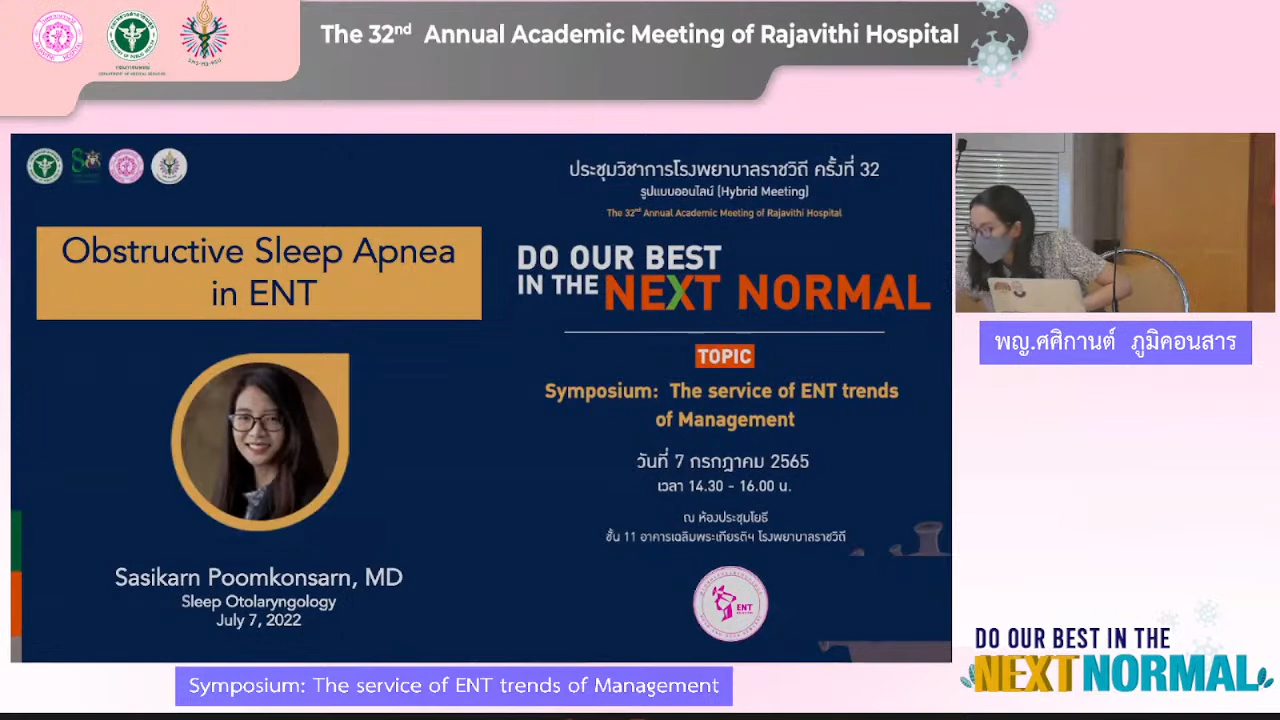 The 32nd Annual Academic Meeting of Rajavithi Hospital
ประชุมวิชาการโรงพยาบาลราชวิถี ครั้งที่ 32
รูปแบบออนไลน์ (Hybrid Meeting)
The 32nd Annual Academic Meeting of Rajavithi Hospital
Obstructive Sleep Apnea
in ENT
DO OUR BEST
IN THE NEXT NORMAL
TOPIC
Symposium: The service of ENT trends
of Management
วันที่ 7 กรกฎาคม 2565
เวลา 14.30 - 16.00 น.
ณ ห้องประชุมโยธี
ชั้น 11 อาคารเฉลิมพระเกียรติฯ โรงพยาบาลราชวิถี
Sasikarn Poomkonsarn, MD
Sleep Otolaryngology
July 7, 2022
ENT
พญ.ศศิกานต์ ภูมิคอนสาร
Symposium: The service of ENT trends of Management
DO OUR BEST IN THE
NEXT NORMAL